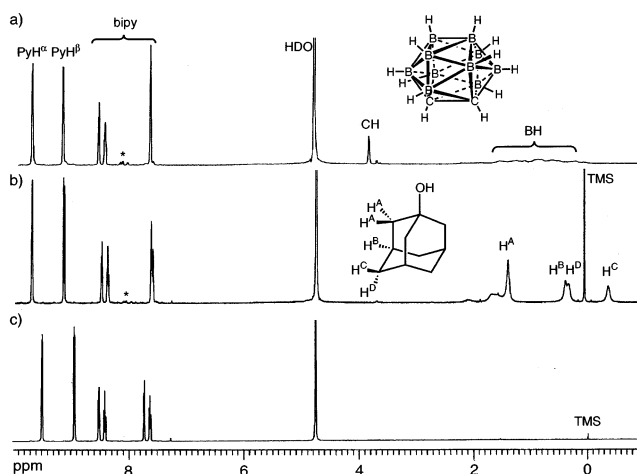 a)
PyHα PyHβ bipy
HDO
CH
BH
*
H H
B B
H B B H
H B B B H
H B B H
B
C C
H H
b)
OH
TMS
HA
HA
HB
HC
HD
HA
HB HD
HC
*
c)
TMS
ppm 8 6 4 2 0